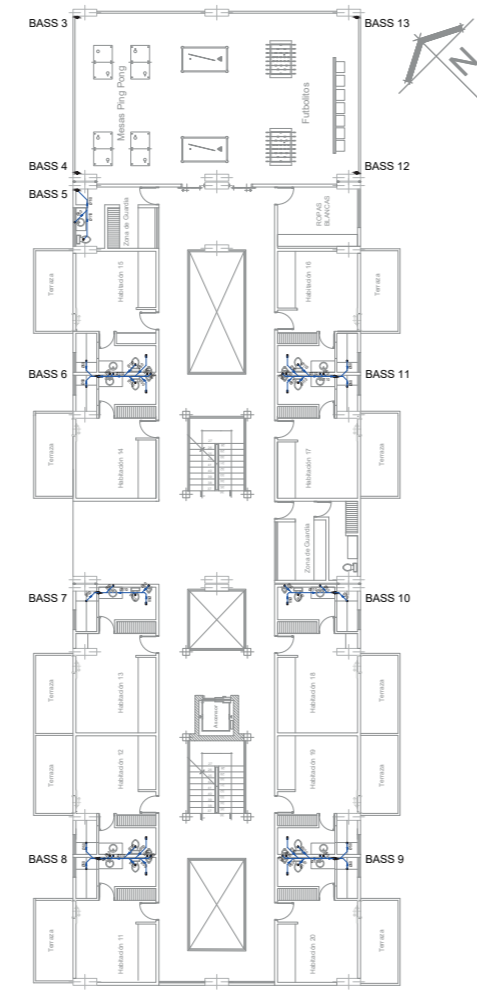 BASS 3
BASS 13
N
Mesas Ping Pong
Futbolitos
BASS 4
BASS 12
BASS 5
Zona de Guardia
ROPAS
BLANCAS
Terraza
Habitación 15
Habitación 16
Terraza
BASS 6
BASS 11
Terraza
Habitación 14
Habitación 17
Terraza
Zona de Guardia
BASS 7
BASS 10
Terraza
Habitación 13
Habitación 18
Terraza
Ascensor
Terraza
Habitación 12
Habitación 19
Terraza
BASS 8
BASS 9
Terraza
Habitación 11
Habitación 20
Terraza